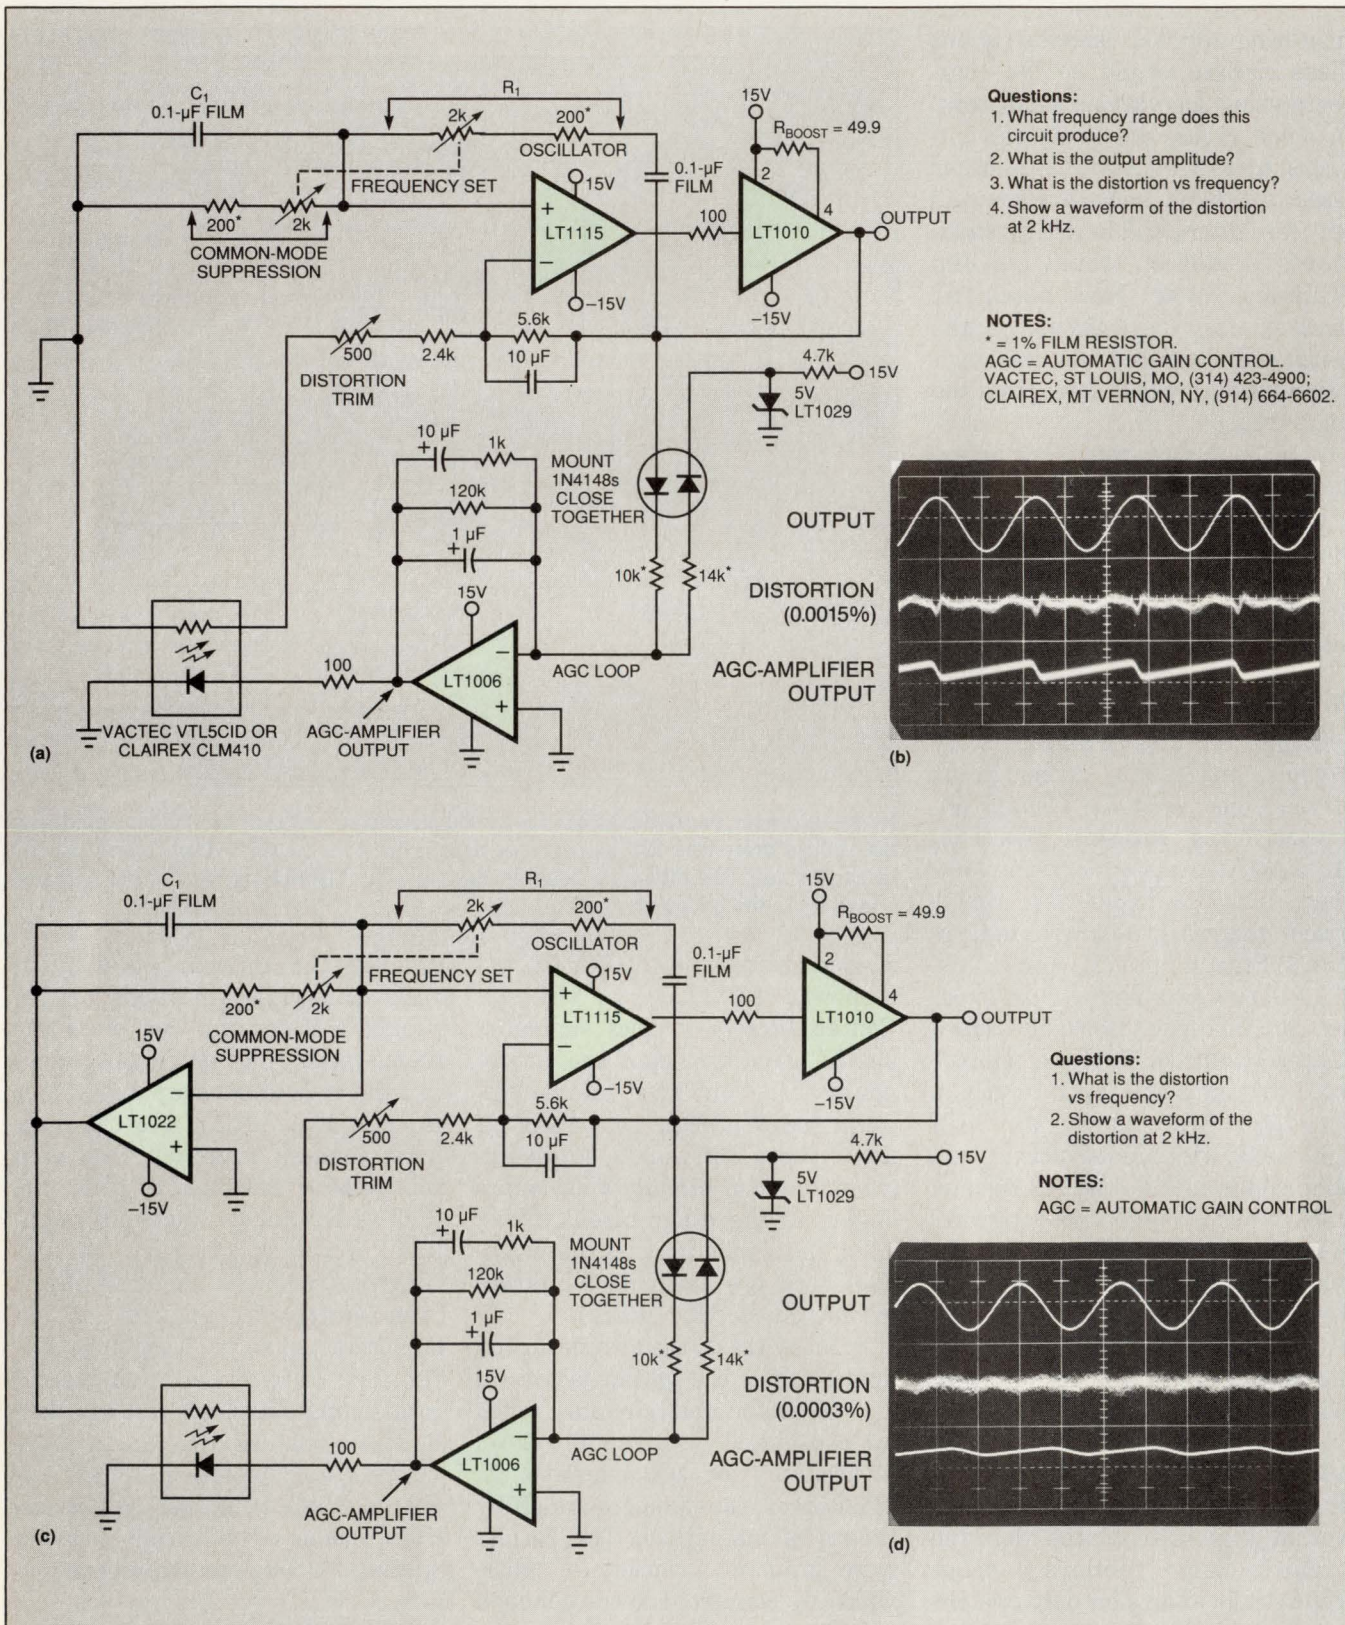 C1
0.1-µF FILM
R1
2k
200*
OSCILLATOR
FREQUENCY SET
200*
2k
COMMON-MODE
SUPPRESSION
15V
+
LT1115
−
−15V
0.1-µF
FILM
100
15V
RBOOST = 49.9
2
4
LT1010
−15V
OUTPUT
500
DISTORTION
TRIM
2.4k
5.6k
10 µF
4.7k
15V
5V
LT1029
10 µF
+
1k
120k
1 µF
+
MOUNT
1N4148s
CLOSE
TOGETHER
10k*
14k*
15V
−
LT1006
+
AGC LOOP
100
AGC-AMPLIFIER
OUTPUT
VACTEC VTL5CID OR
CLAIREX CLM410
(a)
Questions:
1. What frequency range does this
circuit produce?
2. What is the output amplitude?
3. What is the distortion vs frequency?
4. Show a waveform of the distortion
at 2 kHz.
NOTES:
* = 1% FILM RESISTOR.
AGC = AUTOMATIC GAIN CONTROL.
VACTEC, ST LOUIS, MO, (314) 423-4900;
CLAIREX, MT VERNON, NY, (914) 664-6602.
OUTPUT
DISTORTION
(0.0015%)
AGC-AMPLIFIER
OUTPUT
(b)
C1
0.1-µF FILM
R1
2k
200*
OSCILLATOR
FREQUENCY SET
200*
2k
COMMON-MODE
SUPPRESSION
15V
−
LT1022
+
−15V
15V
+
LT1115
−
−15V
0.1-µF
FILM
100
15V
RBOOST = 49.9
2
4
LT1010
−15V
OUTPUT
500
DISTORTION
TRIM
2.4k
5.6k
10 µF
4.7k
15V
5V
LT1029
10 µF
+
1k
120k
1 µF
+
MOUNT
1N4148s
CLOSE
TOGETHER
10k*
14k*
15V
−
LT1006
+
AGC LOOP
100
AGC-AMPLIFIER
OUTPUT
(c)
Questions:
1. What is the distortion
vs frequency?
2. Show a waveform of the
distortion at 2 kHz.
NOTES:
AGC = AUTOMATIC GAIN CONTROL
OUTPUT
DISTORTION
(0.0003%)
AGC-AMPLIFIER
OUTPUT
(d)